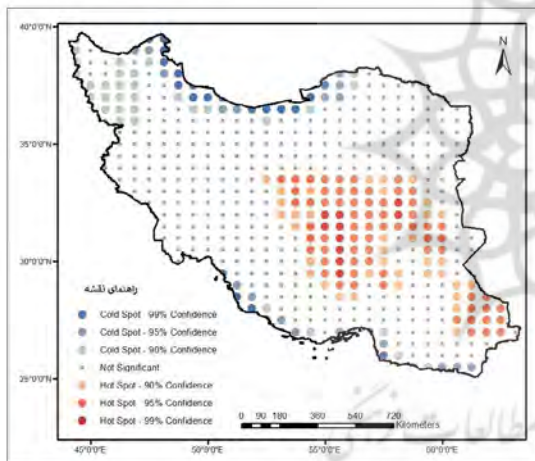 40°0'0"N
35°0'0"N
30°0'0"N
25°0'0"N
N
راهنمای نقشه
Cold Spot - 99% Confidence
Cold Spot - 95% Confidence
Cold Spot - 90% Confidence
Not Significant
Hot Spot - 90% Confidence
Hot Spot - 95% Confidence
Hot Spot - 99% Confidence
0 90 180 360 540 720
Kilometers
45°0'0"E 50°0'0"E 55°0'0"E 60°0'0"E